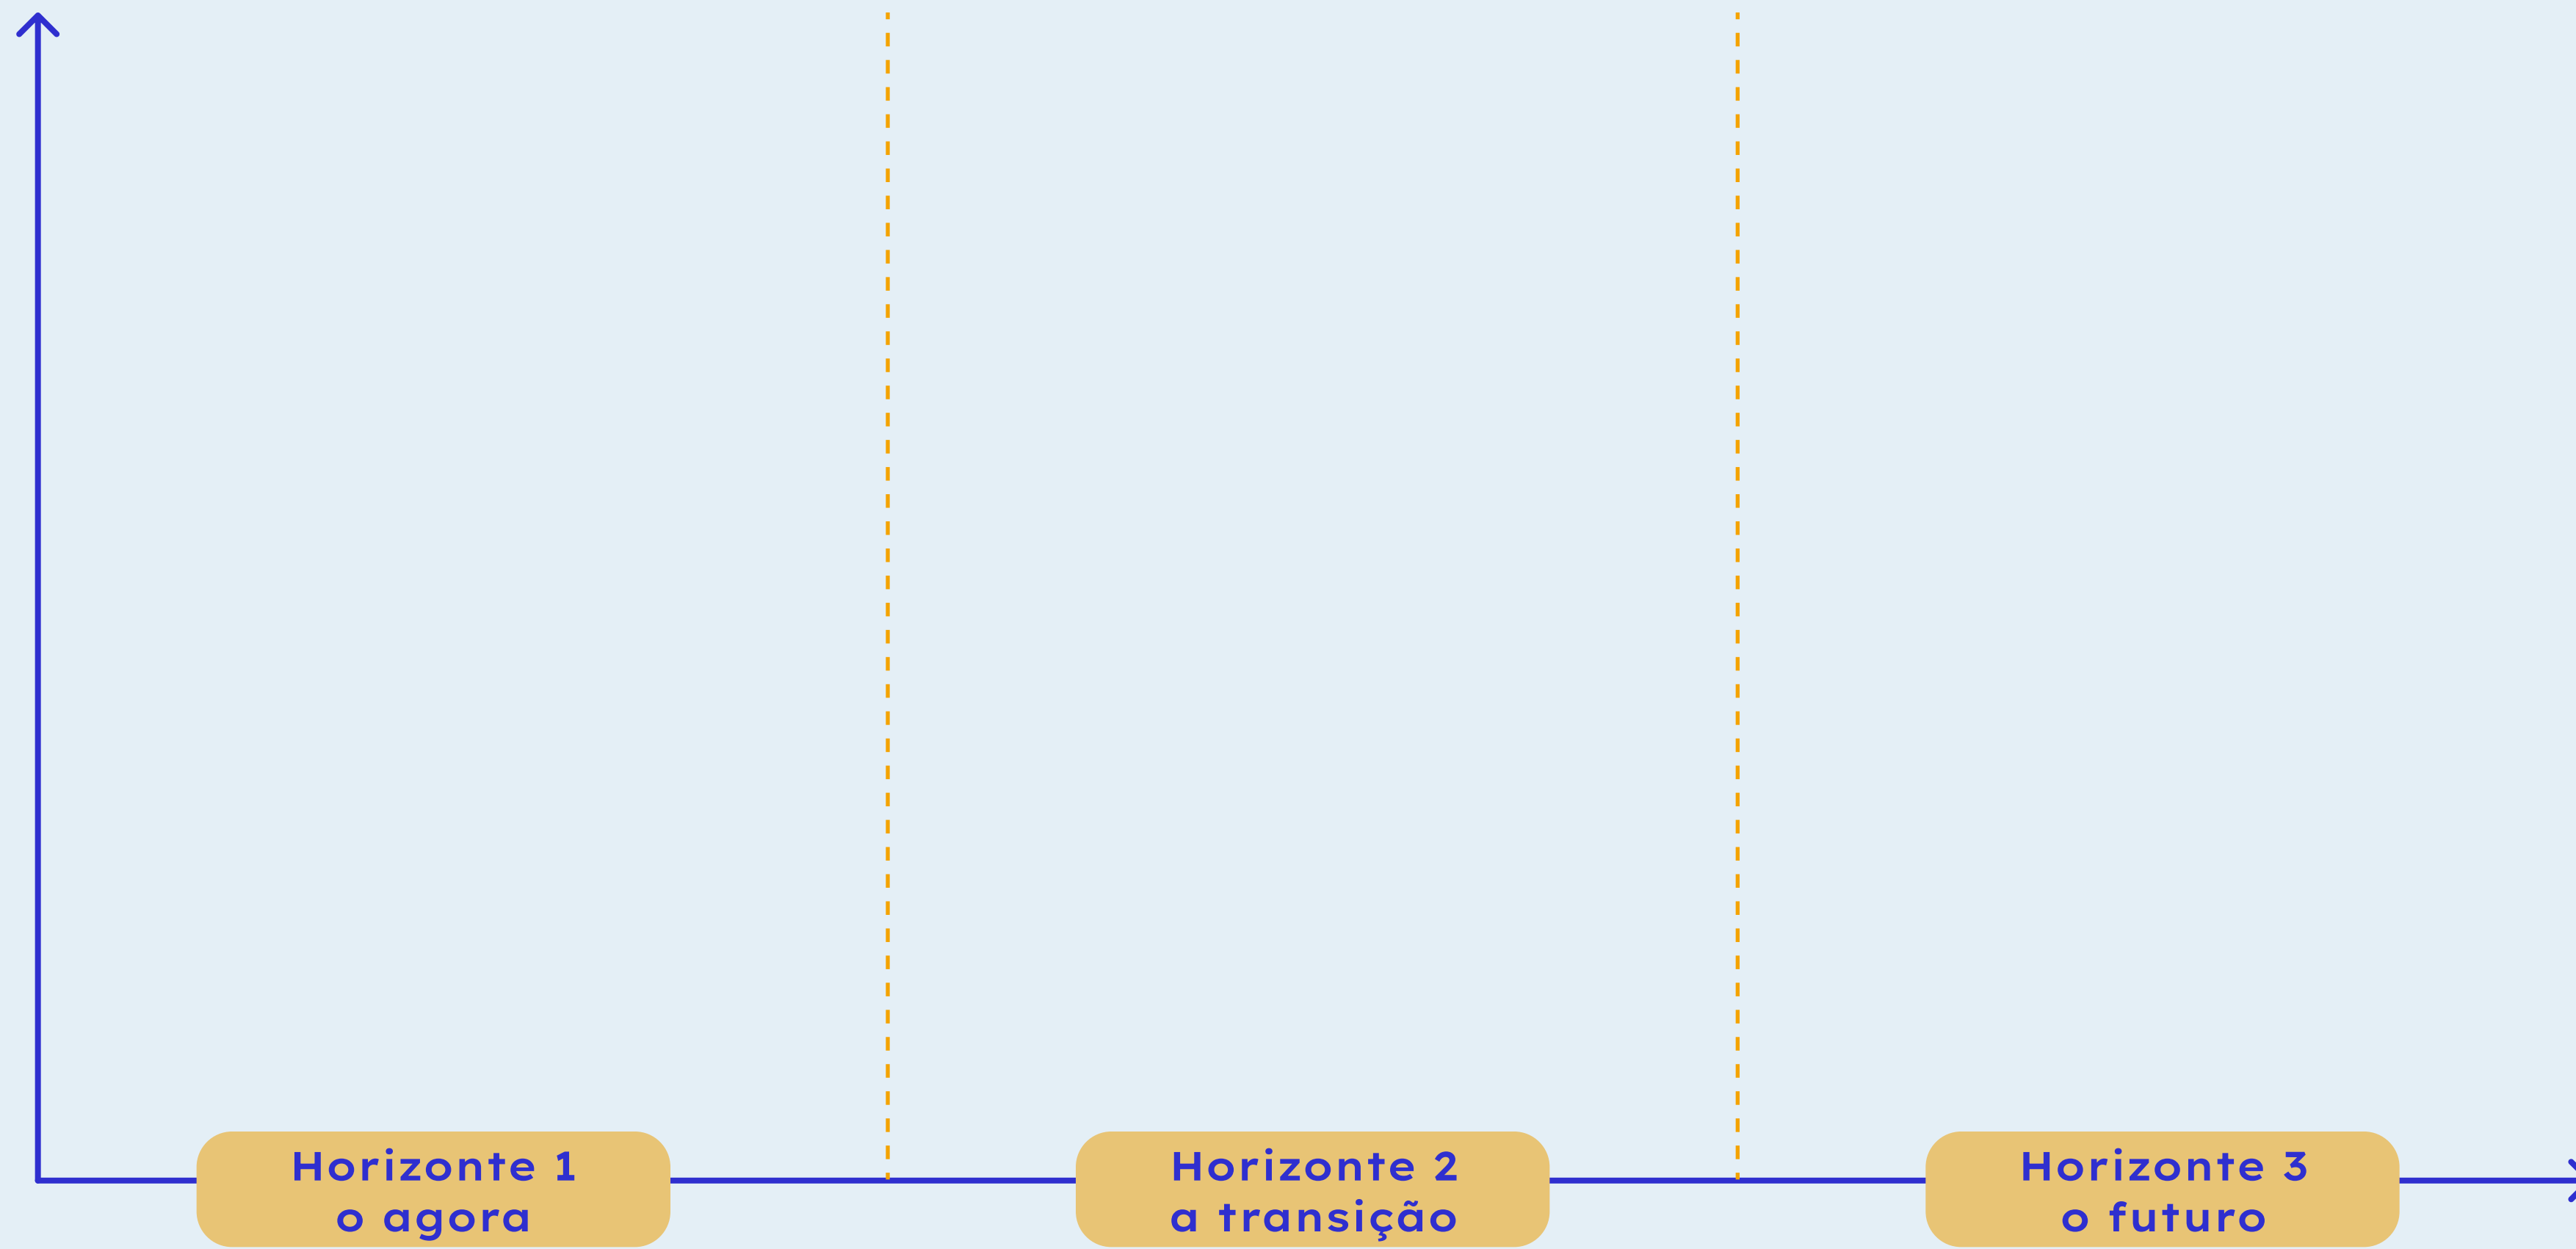 Horizonte 1
o agora
Horizonte 2
a transição
Horizonte 3
o futuro